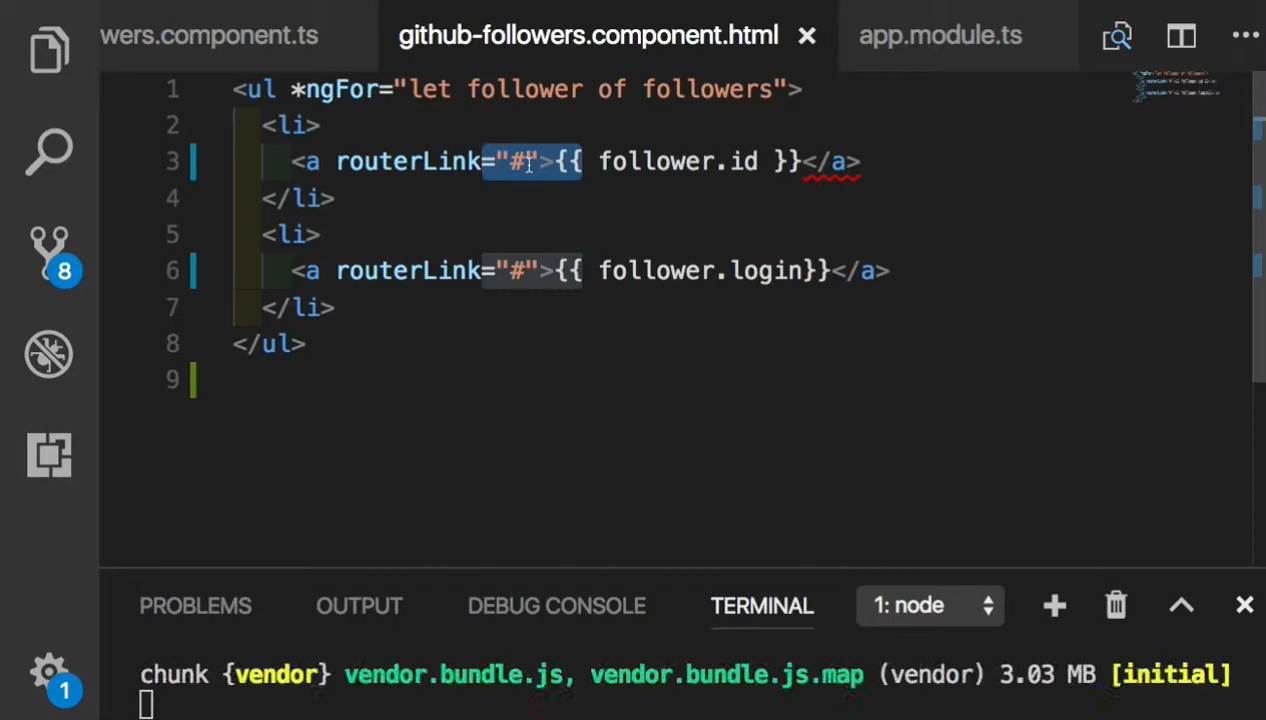 wers.component.ts github-followers.component.html app.module.ts
1 <ul *ngFor="let follower of followers">
2 <li>
3 <a routerLink="#">{{ follower.id }}</a>
4 </li>
5 <li>
6 <a routerLink="#">{{ follower.login}}</a>
7 </li>
8 </ul>
9
8
PROBLEMS OUTPUT DEBUG CONSOLE TERMINAL 1: node
chunk {vendor} vendor.bundle.js, vendor.bundle.js.map (vendor) 3.03 MB [initial]
1